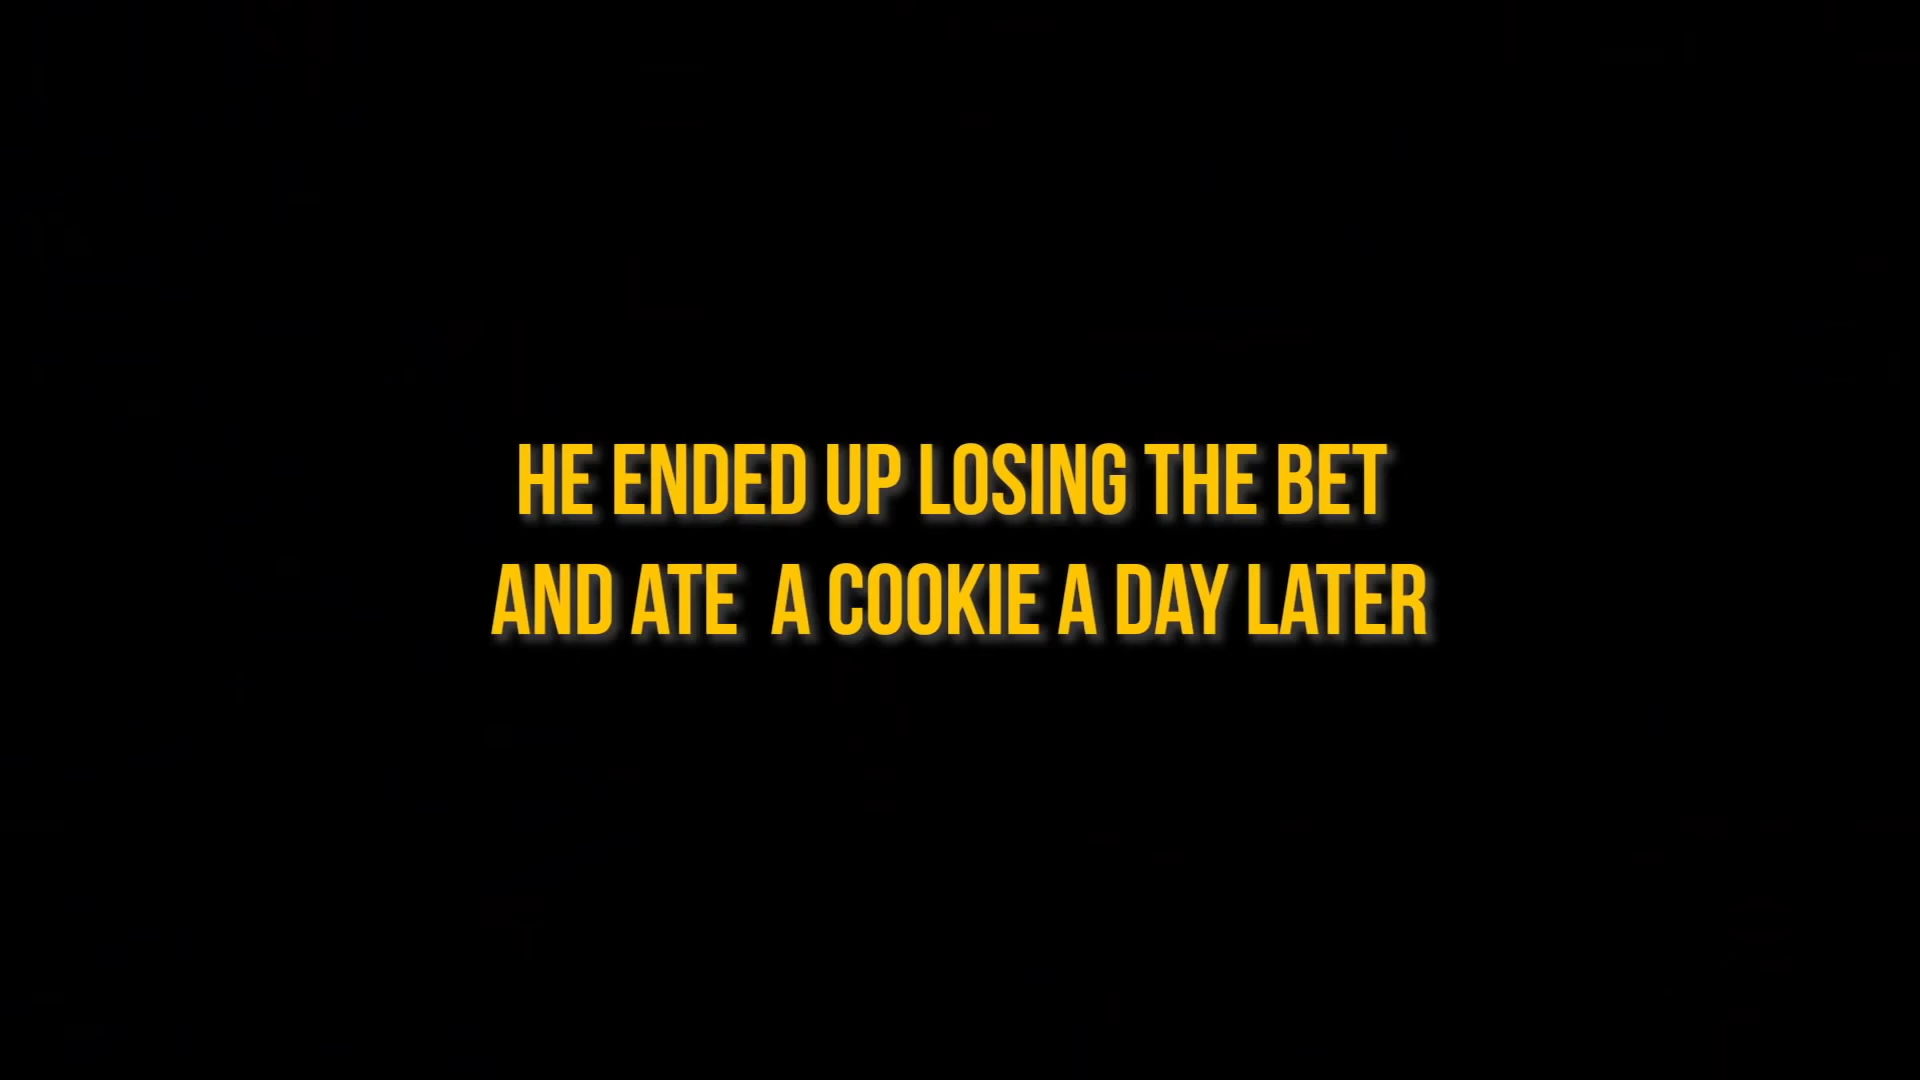 HE ENDED UP LOSING THE BET
AND ATE  A COOKIE A DAY LATER